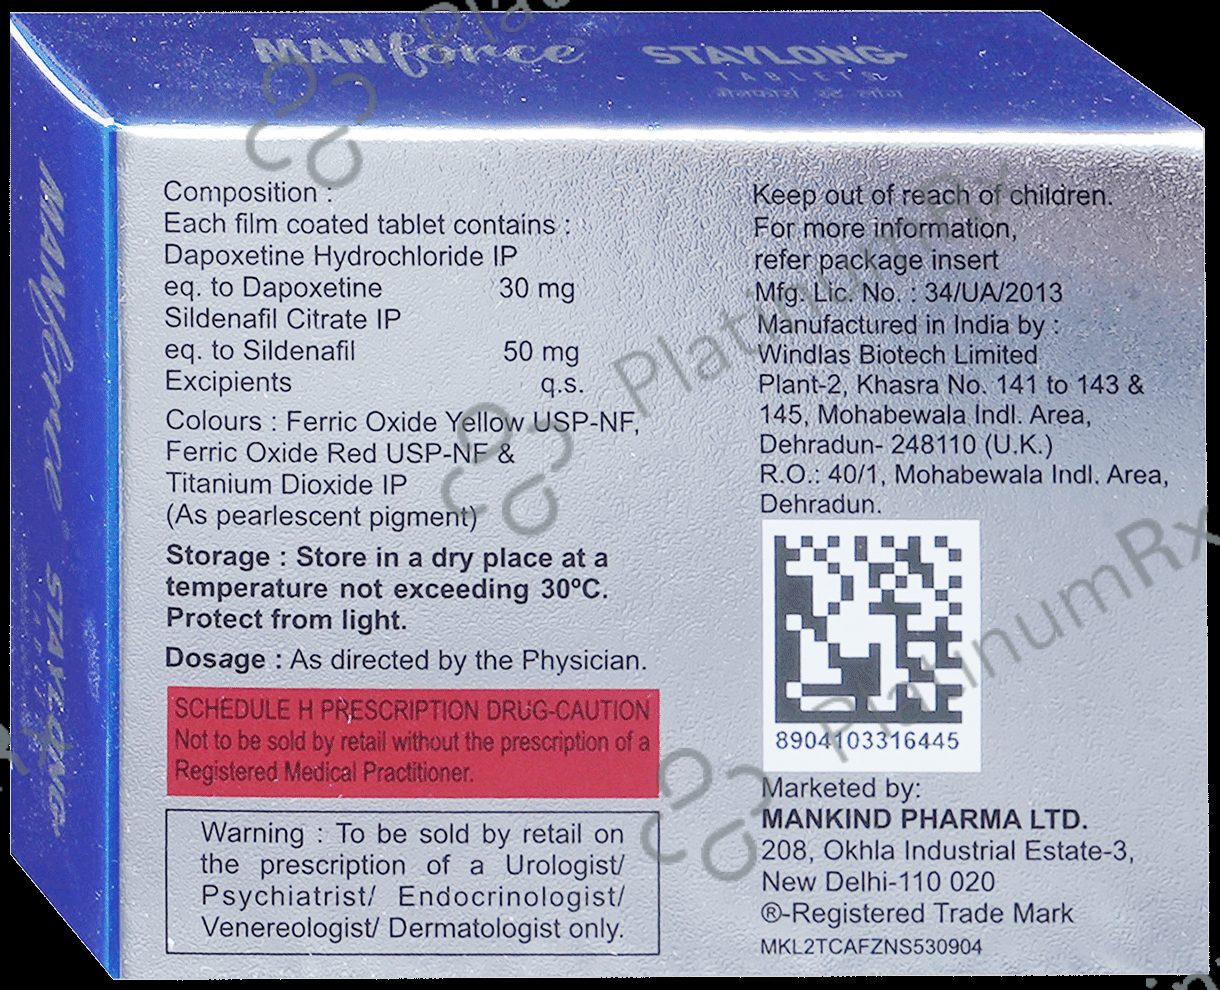 MANforce STAYLONG
TABLETS
मैनफोर्स स्टे लौंग
MANforce STAYLONG
Composition :
Each film coated tablet contains :
Dapoxetine Hydrochloride IP
eq. to Dapoxetine 30 mg
Sildenafil Citrate IP
eq. to Sildenafil 50 mg
Excipients q.s.
Colours : Ferric Oxide Yellow USP-NF,
Ferric Oxide Red USP-NF &
Titanium Dioxide IP
(As pearlescent pigment)
Storage : Store in a dry place at a
temperature not exceeding 30°C.
Protect from light.
Dosage : As directed by the Physician.
SCHEDULE H PRESCRIPTION DRUG-CAUTION
Not to be sold by retail without the prescription of a
Registered Medical Practitioner.
Warning : To be sold by retail on
the prescription of a Urologist/
Psychiatrist/ Endocrinologist/
Venereologist/ Dermatologist only.
Keep out of reach of children.
For more information,
refer package insert
Mfg. Lic. No. : 34/UA/2013
Manufactured in India by :
Windlas Biotech Limited
Plant-2, Khasra No. 141 to 143 &
145, Mohabewala Indl. Area,
Dehradun- 248110 (U.K.)
R.O.: 40/1, Mohabewala Indl. Area,
Dehradun.
8904103316445
Marketed by:
MANKIND PHARMA LTD.
208, Okhla Industrial Estate-3,
New Delhi-110 020
®-Registered Trade Mark
MKL2TCAFZNS530904
PlatinumRx
PlatinumRx